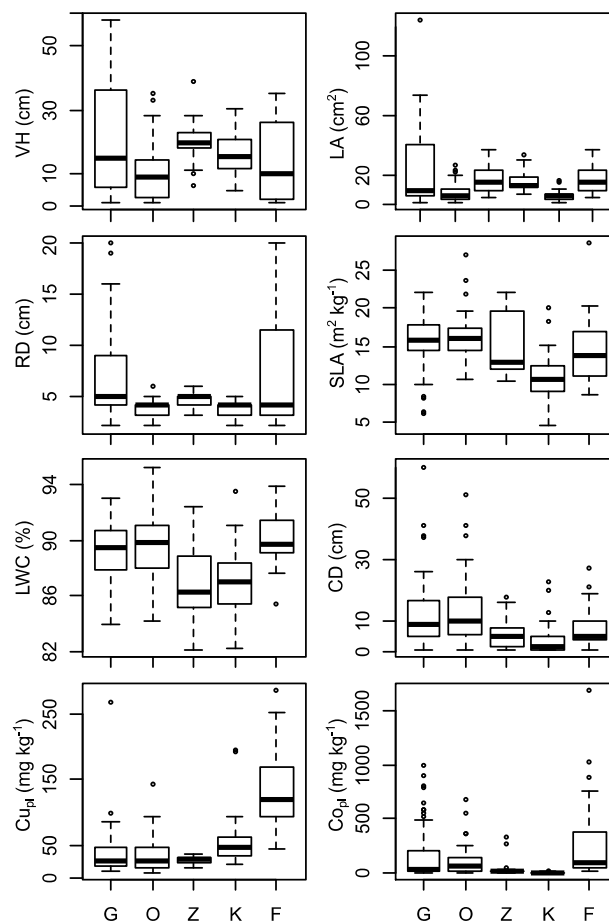 VH (cm)
0 10 30 50
LA (cm²)
0 20 60 100
RD (cm)
5 10 15 20
SLA (m² kg⁻¹)
5 10 15 20 25
LWC (%)
82 86 90 94
CD (cm)
0 10 30 50
Cu_pl (mg kg⁻¹)
0 50 150 250
Co_pl (mg kg⁻¹)
0 500 1000 1500
G O Z K F
G O Z K F